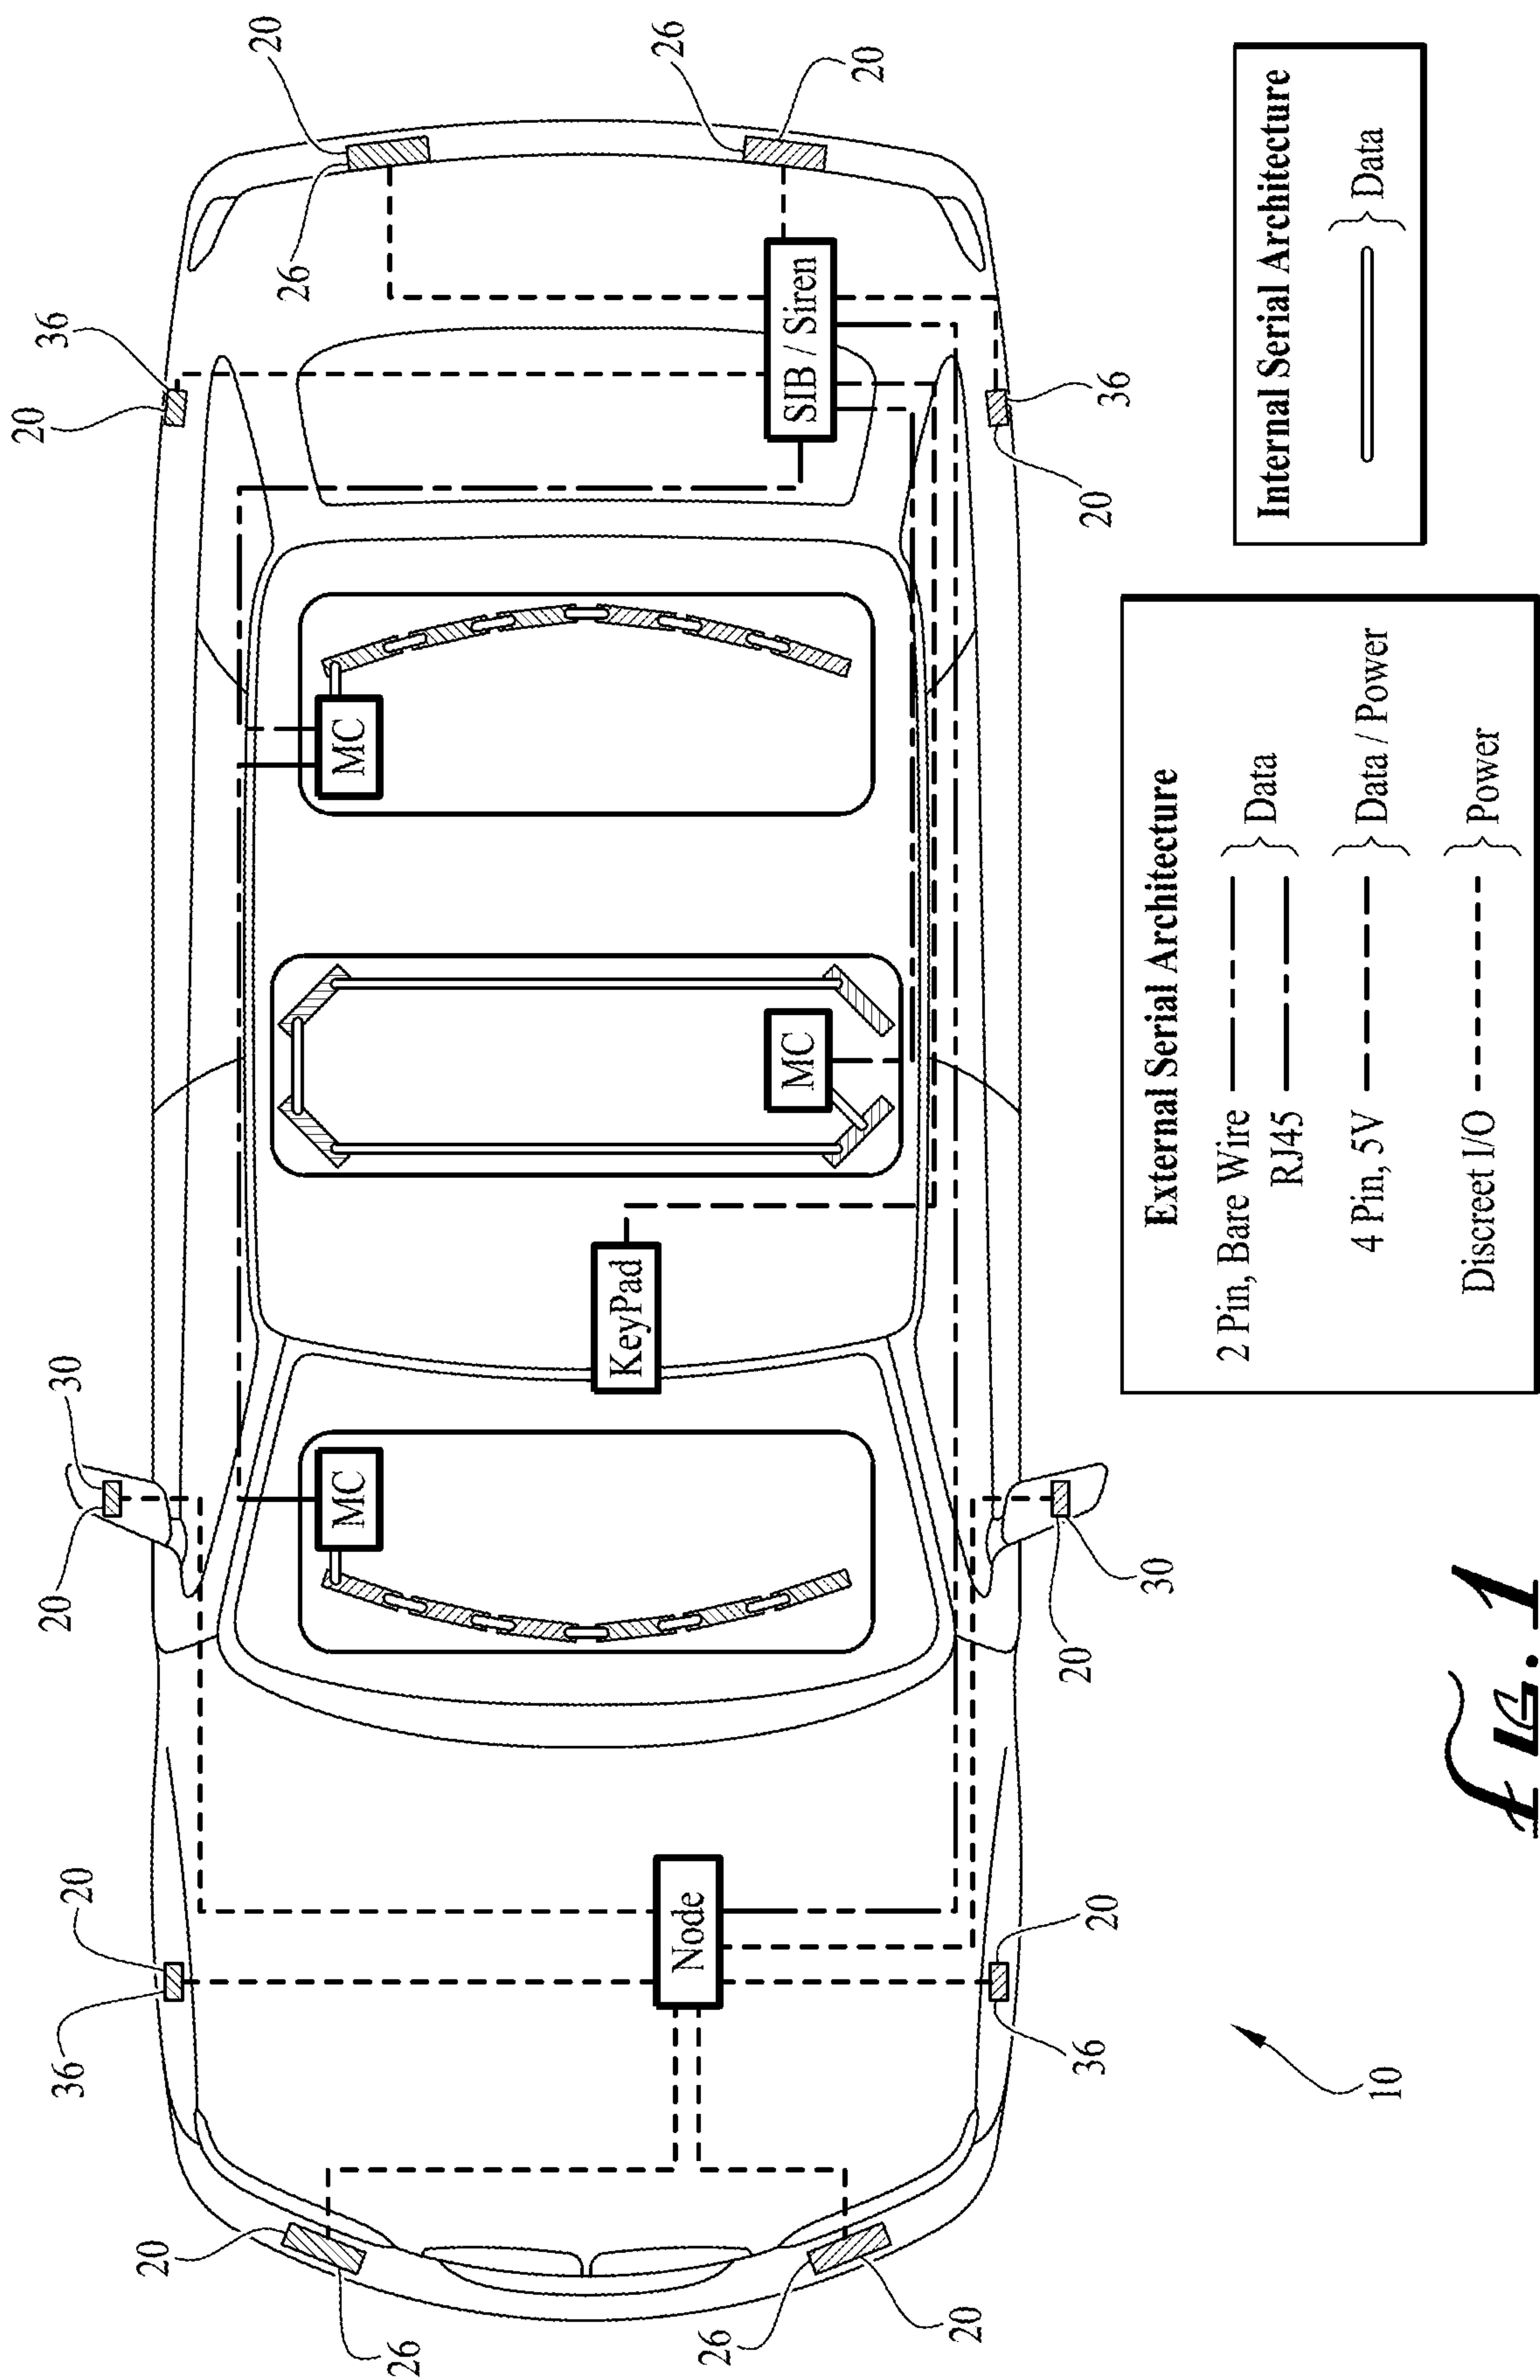 36
20
20
30
20
36
20
26
20
26
MC
MC
KeyPad
Node
MC
SIB / Siren
26
20
26
20
36
20
20
30
20
36
10
External Serial Architecture
2 Pin, Bare Wire
RJ45
Data
4 Pin, 5V
Data / Power
Discreet I/O
Power
Internal Serial Architecture
Data
Fig. 1